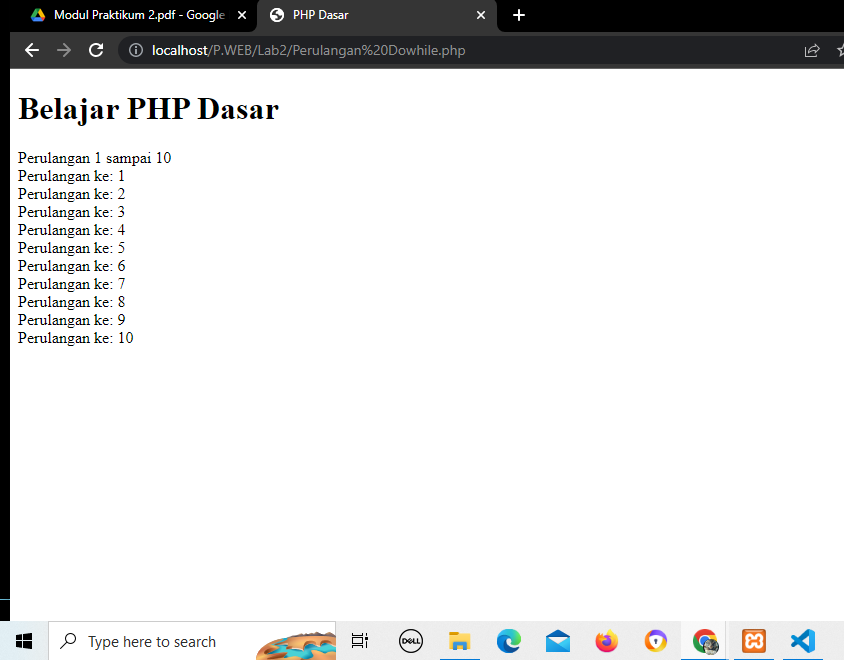 Modul Praktikum 2.pdf - Google
PHP Dasar
localhost/P.WEB/Lab2/Perulangan%20Dowhile.php
Belajar PHP Dasar
Perulangan 1 sampai 10
Perulangan ke: 1
Perulangan ke: 2
Perulangan ke: 3
Perulangan ke: 4
Perulangan ke: 5
Perulangan ke: 6
Perulangan ke: 7
Perulangan ke: 8
Perulangan ke: 9
Perulangan ke: 10
Type here to search
DELL